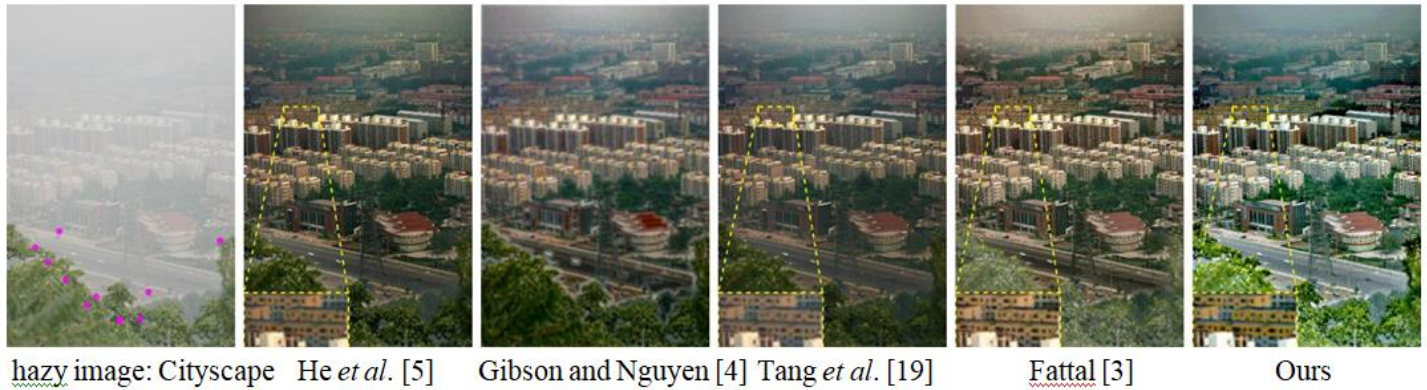 hazy image: Cityscape He et al. [5] Gibson and Nguyen [4] Tang et al. [19] Fattal [3] Ours